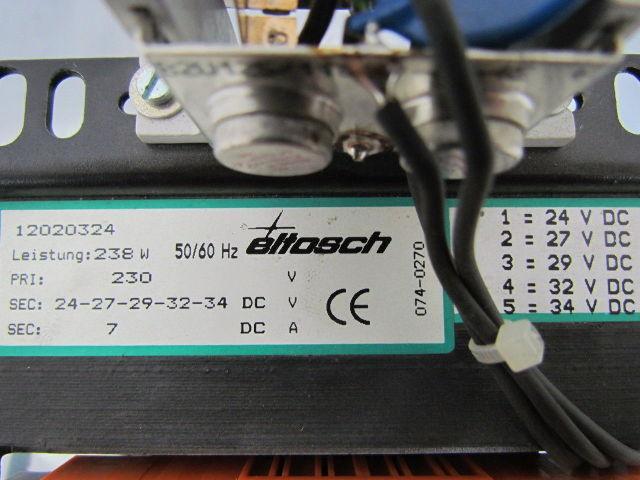 12020324
Leistung: 238 W 50/60 Hz eltosch
PRI: 230 V
SEC: 24-27-29-32-34 DC V
SEC: 7 DC A
CE
074-0270
1 = 24 V DC
2 = 27 V DC
3 = 29 V DC
4 = 32 V DC
5 = 34 V DC